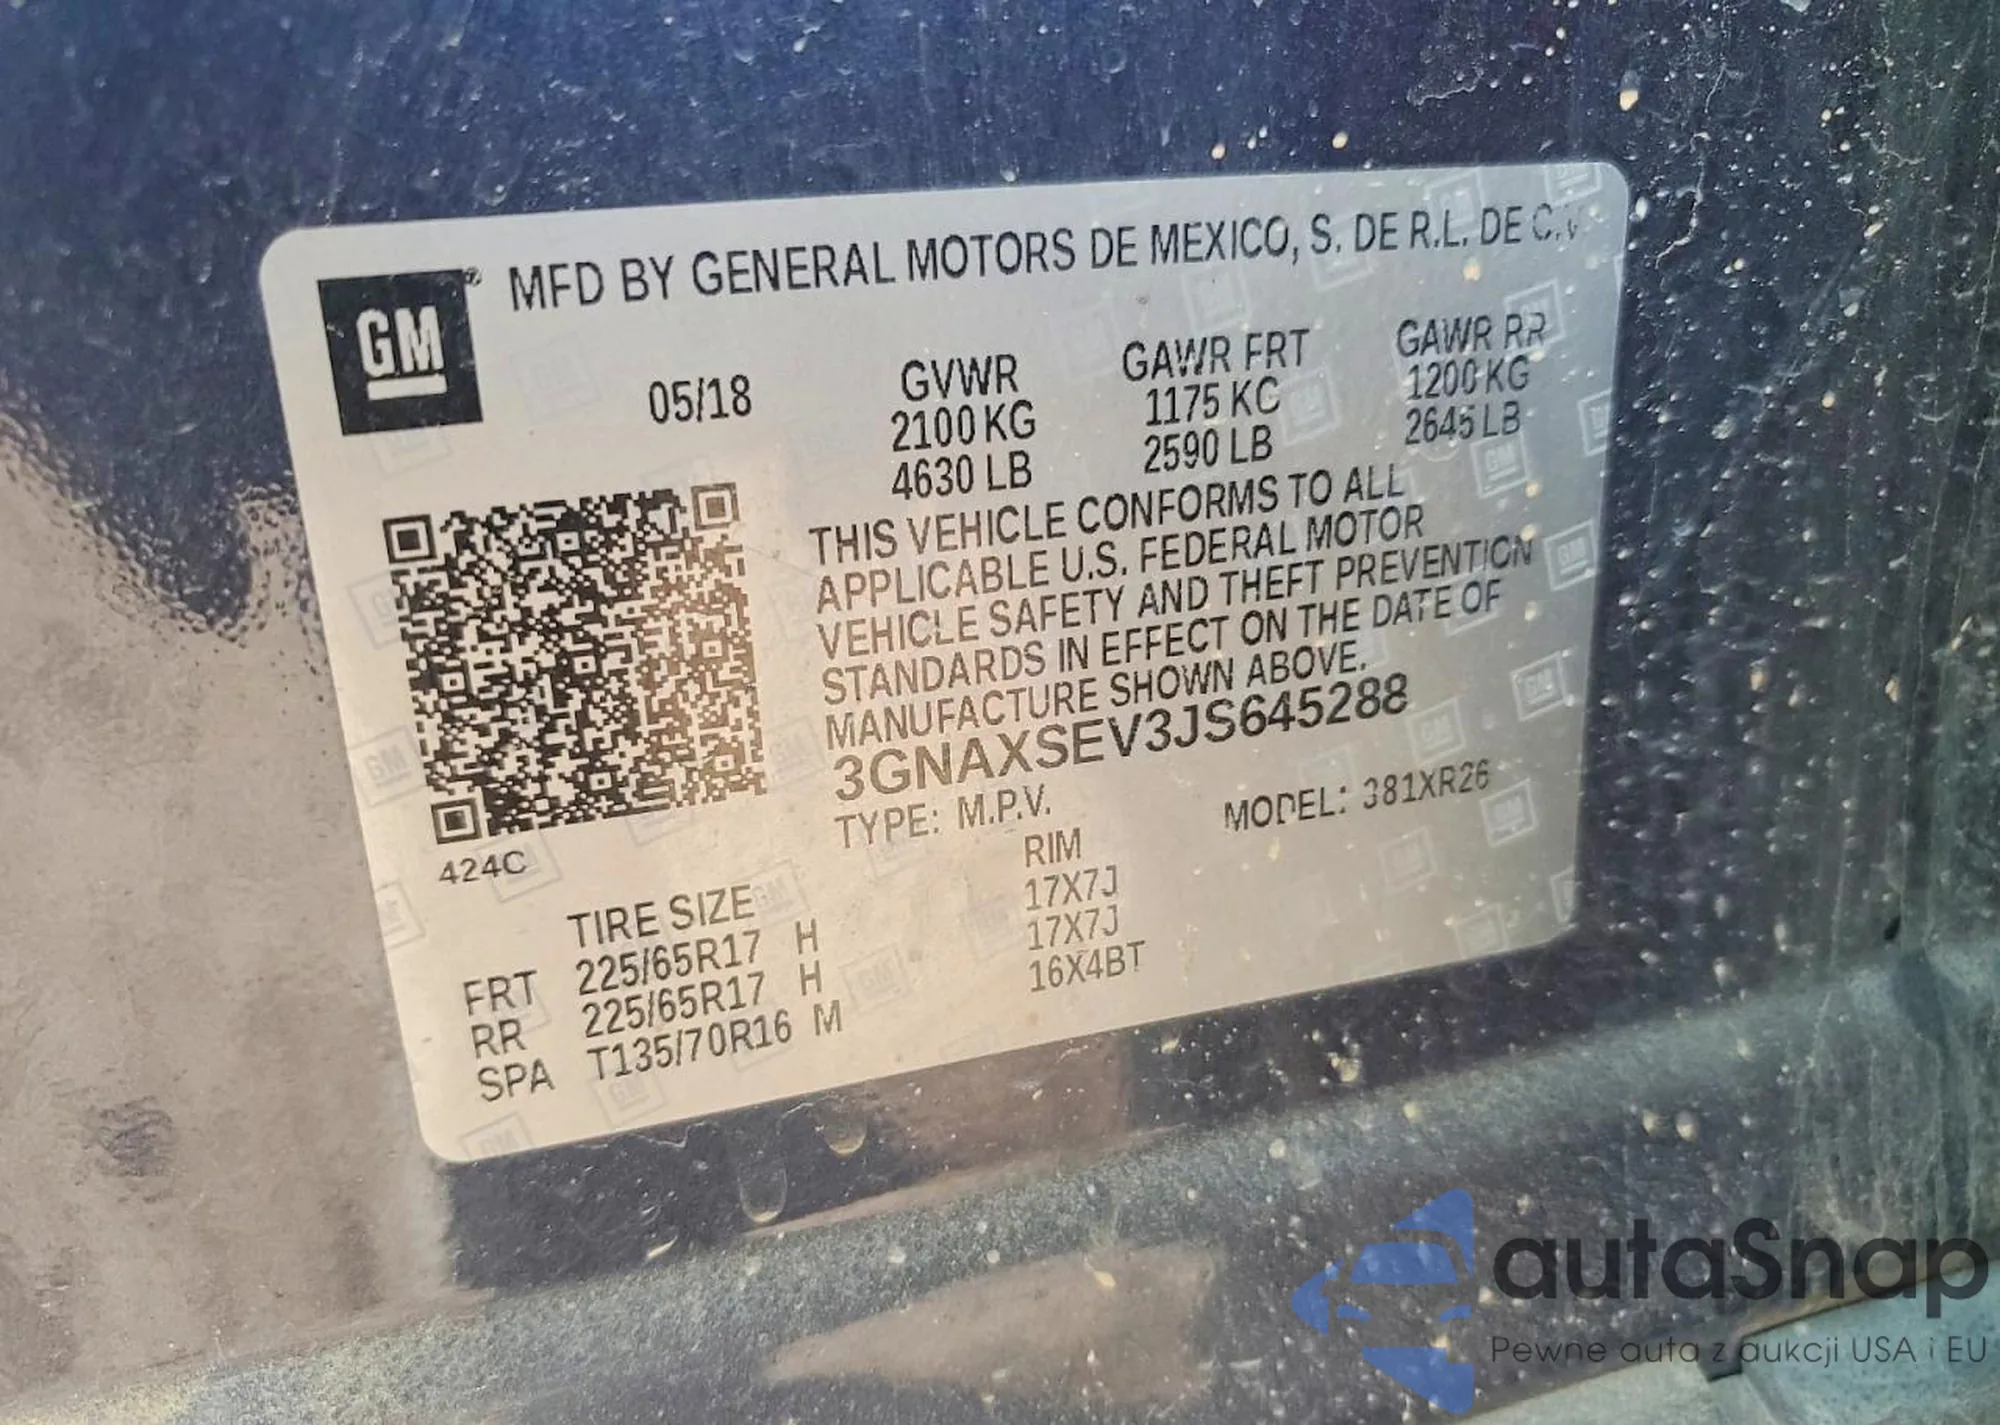 GM® MFD BY GENERAL MOTORS DE MEXICO, S. DE R.L. DE C.V
05/18
GVWR
2100 KG
4630 LB
GAWR FRT
1175 KG
2590 LB
GAWR RR
1200 KG
2645 LB
THIS VEHICLE CONFORMS TO ALL
APPLICABLE U.S. FEDERAL MOTOR
VEHICLE SAFETY AND THEFT PREVENTION
STANDARDS IN EFFECT ON THE DATE OF
MANUFACTURE SHOWN ABOVE.
3GNAXSEV3JS645288
TYPE: M.P.V. MODEL: 381XR26
424C
TIRE SIZE RIM
FRT 225/65R17 H 17X7J
RR 225/65R17 H 17X7J
SPA T135/70R16 M 16X4BT
autaSnap
Pewne auta z aukcji USA i EU